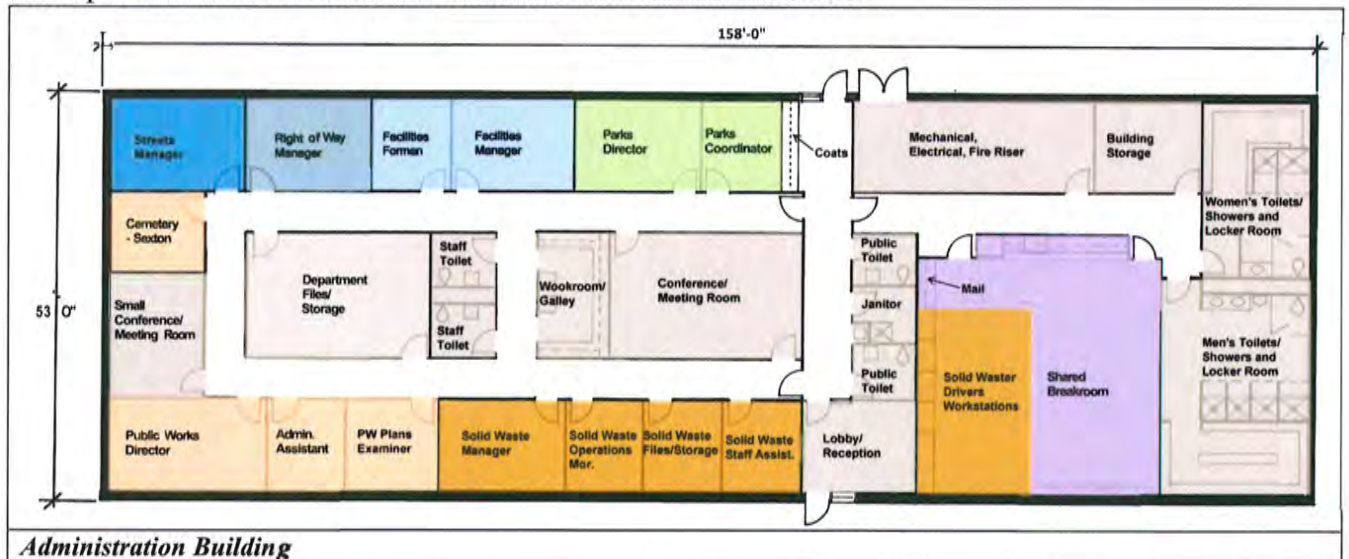 158'-0"
53 0"
Streets
Manager
Right of Way
Manager
Facilities
Forman
Facilities
Manager
Parks
Director
Parks
Coordinator
Coats
Mechanical,
Electrical, Fire Riser
Building
Storage
Women's Toilets/
Showers and
Locker Room
Cemetery
- Sexton
Small
Conference/
Meeting Room
Department
Files/
Storage
Staff
Toilet
Staff
Toilet
Wookroom/
Galley
Conference/
Meeting Room
Public
Toilet
Janitor
Public
Toilet
Mail
Solid Waster
Drivers
Workstations
Shared
Breakroom
Men's Toilets/
Showers and
Locker Room
Public Works
Director
Admin.
Assistant
PW Plans
Examiner
Solid Waste
Manager
Solid Waste
Operations
Mor.
Solid Waste
Files/Storage
Solid Waste
Staff Assist.
Lobby/
Reception
Administration Building